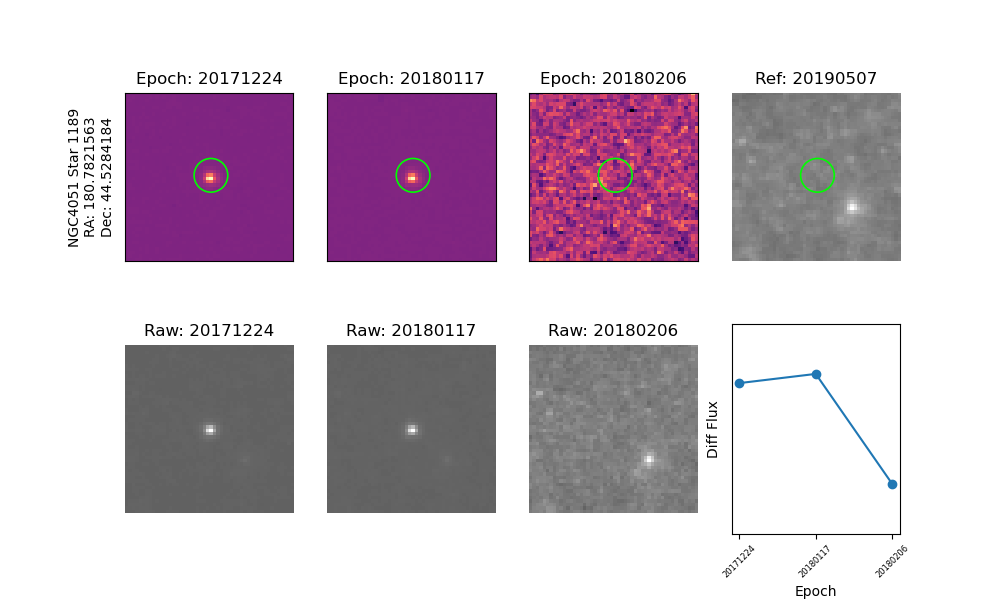 Epoch: 20171224
Epoch: 20180117
Epoch: 20180206
Ref: 20190507
NGC4051 Star 1189
RA: 180.7821563
Dec: 44.5284184
Raw: 20171224
Raw: 20180117
Raw: 20180206
Diff Flux
20171224
20180117
20180206
Epoch